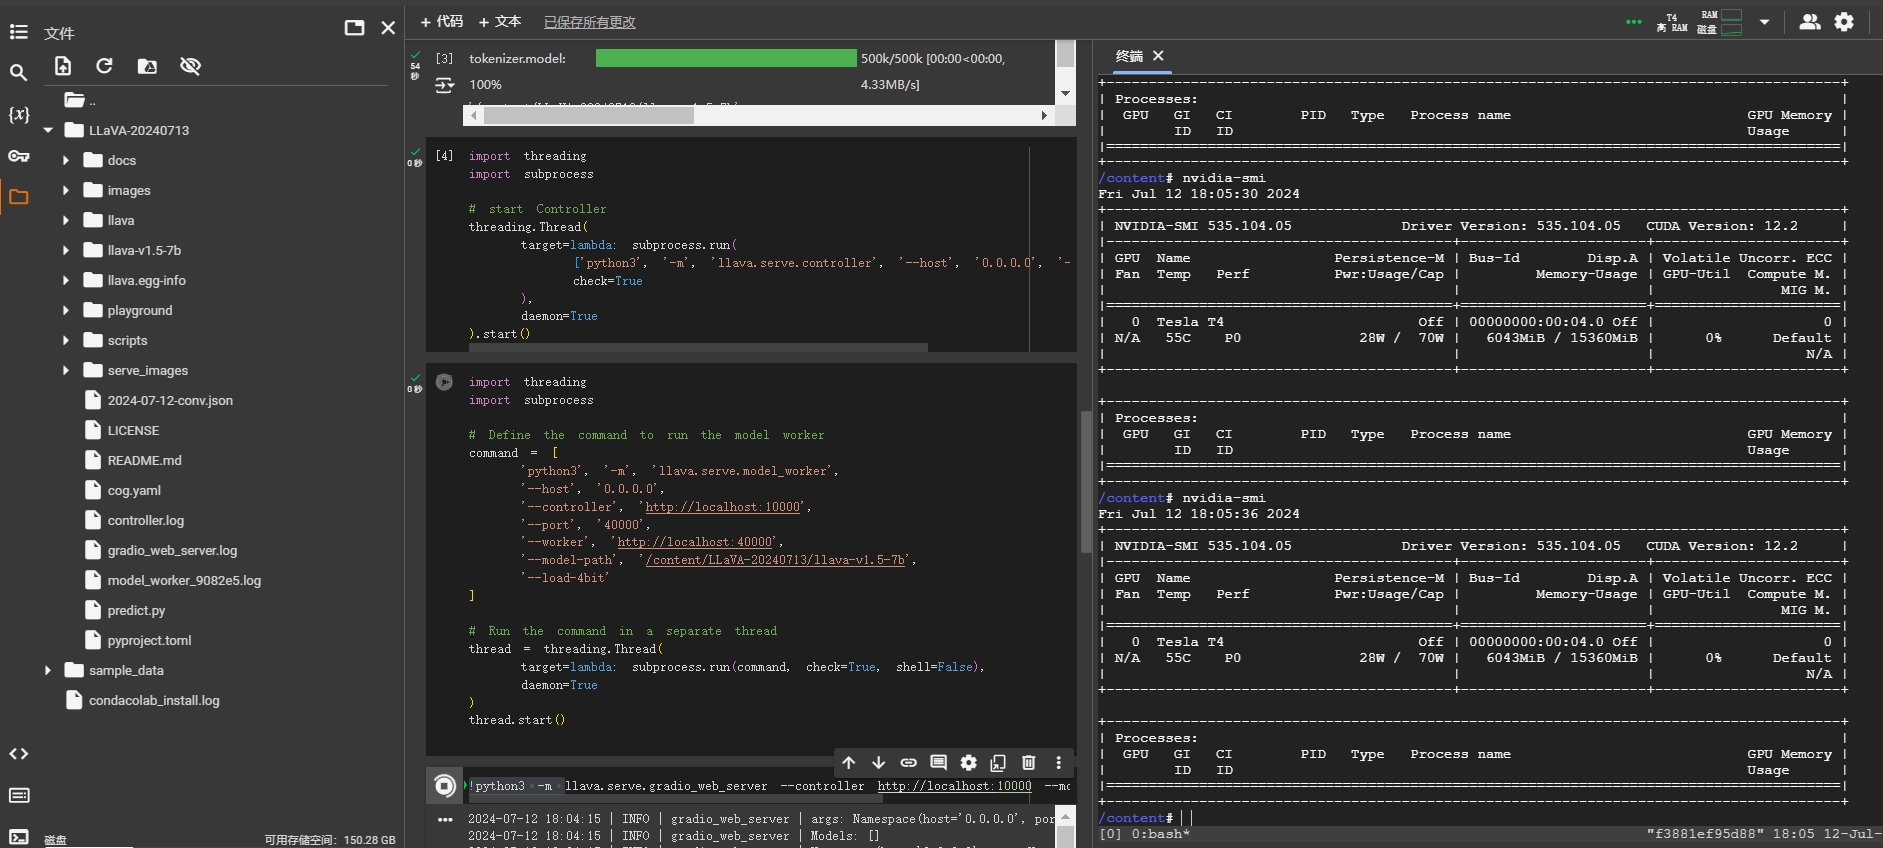 文件
..
LLaVA-20240713
docs
images
llava
llava-v1.5-7b
llava.egg-info
playground
scripts
serve_images
2024-07-12-conv.json
LICENSE
README.md
cog.yaml
controller.log
gradio_web_server.log
model_worker_9082e5.log
predict.py
pyproject.toml
sample_data
condacolab_install.log
磁盘 可用存储空间: 150.28 GB
+ 代码 + 文本 已保存所有更改
T4 RAM
高 RAM 磁盘
54 秒
[3] tokenizer.model: 500k/500k [00:00<00:00,
100% 4.33MB/s]
0 秒
[4] import threading
import subprocess
# start Controller
threading.Thread(
target=lambda: subprocess.run(
['python3', '-m', 'llava.serve.controller', '--host', '0.0.0.0', '-
check=True
),
daemon=True
).start()
0 秒
import threading
import subprocess
# Define the command to run the model worker
command = [
'python3', '-m', 'llava.serve.model_worker',
'--host', '0.0.0.0',
'--controller', 'http://localhost:10000',
'--port', '40000',
'--worker', 'http://localhost:40000',
'--model-path', '/content/LLaVA-20240713/llava-v1.5-7b',
'--load-4bit'
]
# Run the command in a separate thread
thread = threading.Thread(
target=lambda: subprocess.run(command, check=True, shell=False),
daemon=True
)
thread.start()
!python3 -m llava.serve.gradio_web_server --controller http://localhost:10000 --mo
2024-07-12 18:04:15 | INFO | gradio_web_server | args: Namespace(host='0.0.0.0', por
2024-07-12 18:04:15 | INFO | gradio_web_server | Models: []
终端
+-----------------------------------------------------------------------------------------+
| Processes: |
| GPU GI CI PID Type Process name GPU Memory |
| ID ID Usage |
|=========================================================================================|
+-----------------------------------------------------------------------------------------+
/content# nvidia-smi
Fri Jul 12 18:05:30 2024
+-----------------------------------------------------------------------------------------+
| NVIDIA-SMI 535.104.05 Driver Version: 535.104.05 CUDA Version: 12.2 |
|-----------------------------------------+----------------------+----------------------+
| GPU Name Persistence-M | Bus-Id Disp.A | Volatile Uncorr. ECC |
| Fan Temp Perf Pwr:Usage/Cap | Memory-Usage | GPU-Util Compute M. |
| | | MIG M. |
|=========================================+======================+======================|
| 0 Tesla T4 Off | 00000000:00:04.0 Off | 0 |
| N/A 55C P0 28W / 70W | 6043MiB / 15360MiB | 0% Default |
| | | N/A |
+-----------------------------------------+----------------------+----------------------+
+-----------------------------------------------------------------------------------------+
| Processes: |
| GPU GI CI PID Type Process name GPU Memory |
| ID ID Usage |
|=========================================================================================|
+-----------------------------------------------------------------------------------------+
/content# nvidia-smi
Fri Jul 12 18:05:36 2024
+-----------------------------------------------------------------------------------------+
| NVIDIA-SMI 535.104.05 Driver Version: 535.104.05 CUDA Version: 12.2 |
|-----------------------------------------+----------------------+----------------------+
| GPU Name Persistence-M | Bus-Id Disp.A | Volatile Uncorr. ECC |
| Fan Temp Perf Pwr:Usage/Cap | Memory-Usage | GPU-Util Compute M. |
| | | MIG M. |
|=========================================+======================+======================|
| 0 Tesla T4 Off | 00000000:00:04.0 Off | 0 |
| N/A 55C P0 28W / 70W | 6043MiB / 15360MiB | 0% Default |
| | | N/A |
+-----------------------------------------+----------------------+----------------------+
+-----------------------------------------------------------------------------------------+
| Processes: |
| GPU GI CI PID Type Process name GPU Memory |
| ID ID Usage |
|=========================================================================================|
+-----------------------------------------------------------------------------------------+
/content#
[0] 0:bash* "f3881ef95d88" 18:05 12-Jul-